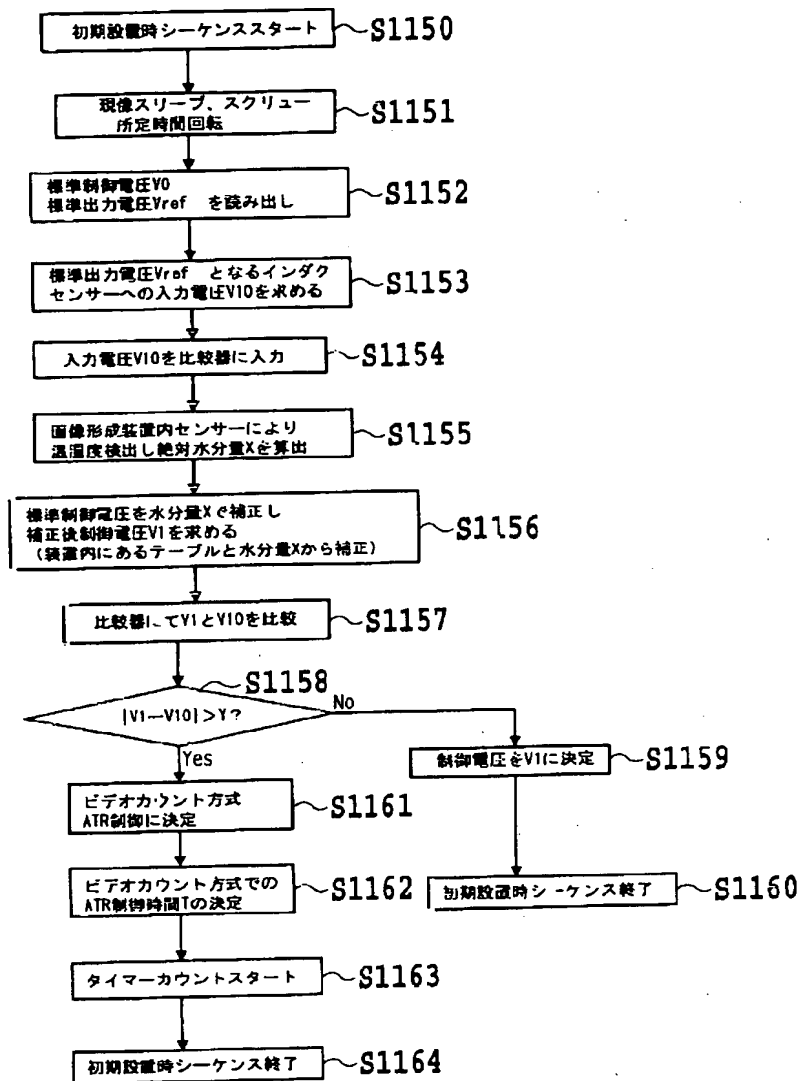 初期設置時シーケンススタート
S1150
現像スリーブ、スクリュー
所定時間回転
S1151
標準制御電圧V0
標準出力電圧Vref を読み出し
S1152
標準出力電圧Vref となるインダク
センサーへの入力電圧V10を求める
S1153
入力電圧V10を比較器に入力
S1154
画像形成装置内センサーにより
温湿度検出し絶対水分量Xを算出
S1155
標準制御電圧を水分量Xで補正し
補正後制御電圧V1を求める
(装置内にあるテーブルと水分量Xから補正)
S1156
比較器にてV1とV10を比較
S1157
S1158
|V1−V10|>Y?
No
Yes
制御電圧をV1に決定
S1159
ビデオカウント方式
ATR制御に決定
S1161
ビデオカウント方式での
ATR制御時間Tの決定
S1162
初期設置時シーケンス終了
S1160
タイマーカウントスタート
S1163
初期設置時シーケンス終了
S1164